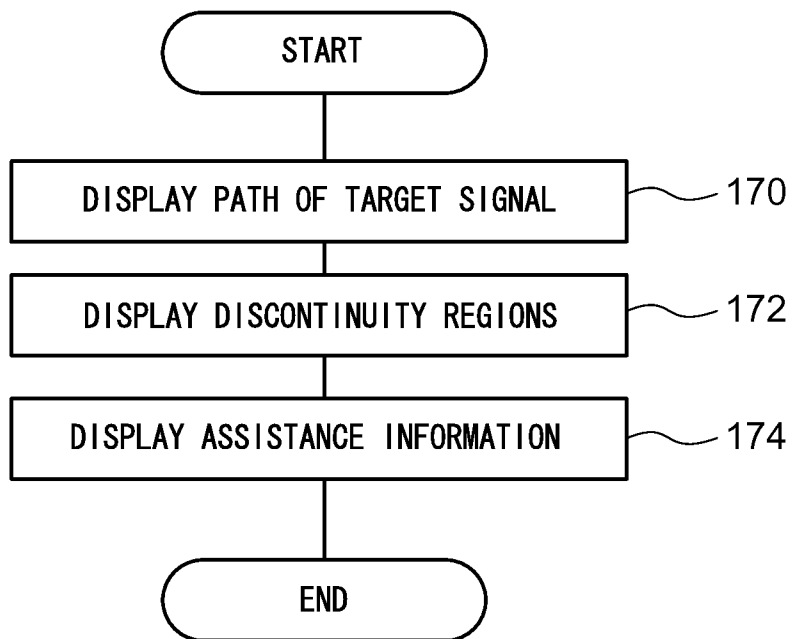 START
DISPLAY PATH OF TARGET SIGNAL
170
DISPLAY DISCONTINUITY REGIONS
172
DISPLAY ASSISTANCE INFORMATION
174
END